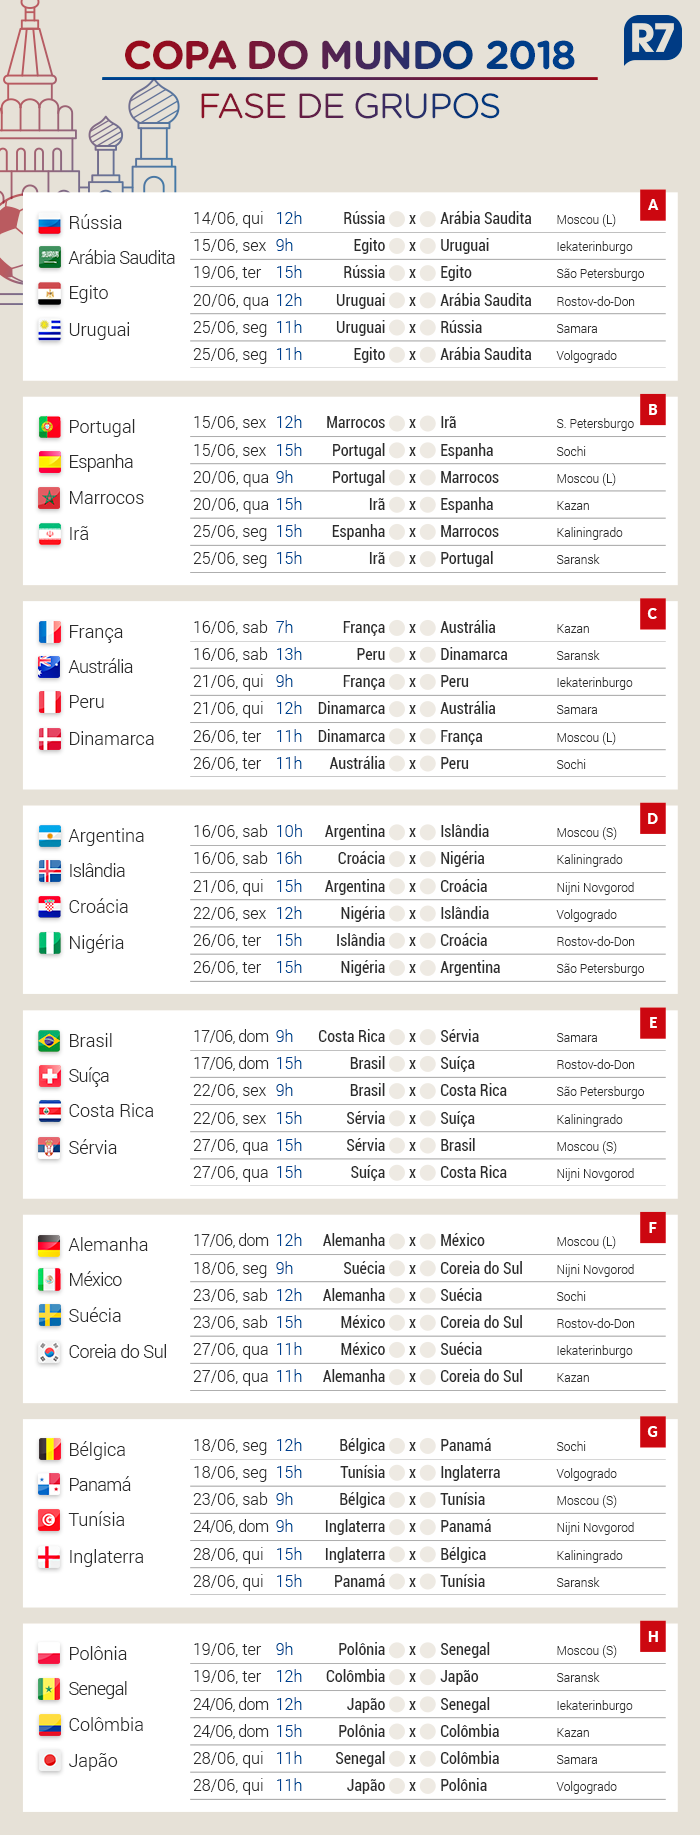 R7
COPA DO MUNDO 2018
FASE DE GRUPOS
A
Rússia
Arábia Saudita
Egito
Uruguai
14/06, qui 12h Rússia x Arábia Saudita Moscou (L)
15/06, sex 9h Egito x Uruguai Iekaterinburgo
19/06, ter 15h Rússia x Egito São Petersburgo
20/06, qua 12h Uruguai x Arábia Saudita Rostov-do-Don
25/06, seg 11h Uruguai x Rússia Samara
25/06, seg 11h Egito x Arábia Saudita Volgogrado
B
Portugal
Espanha
Marrocos
Irã
15/06, sex 12h Marrocos x Irã S. Petersburgo
15/06, sex 15h Portugal x Espanha Sochi
20/06, qua 9h Portugal x Marrocos Moscou (L)
20/06, qua 15h Irã x Espanha Kazan
25/06, seg 15h Espanha x Marrocos Kaliningrado
25/06, seg 15h Irã x Portugal Saransk
C
França
Austrália
Peru
Dinamarca
16/06, sab 7h França x Austrália Kazan
16/06, sab 13h Peru x Dinamarca Saransk
21/06, qui 9h França x Peru Iekaterinburgo
21/06, qui 12h Dinamarca x Austrália Samara
26/06, ter 11h Dinamarca x França Moscou (L)
26/06, ter 11h Austrália x Peru Sochi
D
Argentina
Islândia
Croácia
Nigéria
16/06, sab 10h Argentina x Islândia Moscou (S)
16/06, sab 16h Croácia x Nigéria Kaliningrado
21/06, qui 15h Argentina x Croácia Nijni Novgorod
22/06, sex 12h Nigéria x Islândia Volgogrado
26/06, ter 15h Islândia x Croácia Rostov-do-Don
26/06, ter 15h Nigéria x Argentina São Petersburgo
E
Brasil
Suíça
Costa Rica
Sérvia
17/06, dom 9h Costa Rica x Sérvia Samara
17/06, dom 15h Brasil x Suíça Rostov-do-Don
22/06, sex 9h Brasil x Costa Rica São Petersburgo
22/06, sex 15h Sérvia x Suíça Kaliningrado
27/06, qua 15h Sérvia x Brasil Moscou (S)
27/06, qua 15h Suíça x Costa Rica Nijni Novgorod
F
Alemanha
México
Suécia
Coreia do Sul
17/06, dom 12h Alemanha x México Moscou (L)
18/06, seg 9h Suécia x Coreia do Sul Nijni Novgorod
23/06, sab 12h Alemanha x Suécia Sochi
23/06, sab 15h México x Coreia do Sul Rostov-do-Don
27/06, qua 11h México x Suécia Iekaterinburgo
27/06, qua 11h Alemanha x Coreia do Sul Kazan
G
Bélgica
Panamá
Tunísia
Inglaterra
18/06, seg 12h Bélgica x Panamá Sochi
18/06, seg 15h Tunísia x Inglaterra Volgogrado
23/06, sab 9h Bélgica x Tunísia Moscou (S)
24/06, dom 9h Inglaterra x Panamá Nijni Novgorod
28/06, qui 15h Inglaterra x Bélgica Kaliningrado
28/06, qui 15h Panamá x Tunísia Saransk
H
Polônia
Senegal
Colômbia
Japão
19/06, ter 9h Polônia x Senegal Moscou (S)
19/06, ter 12h Colômbia x Japão Saransk
24/06, dom 12h Japão x Senegal Iekaterinburgo
24/06, dom 15h Polônia x Colômbia Kazan
28/06, qui 11h Senegal x Colômbia Samara
28/06, qui 11h Japão x Polônia Volgogrado